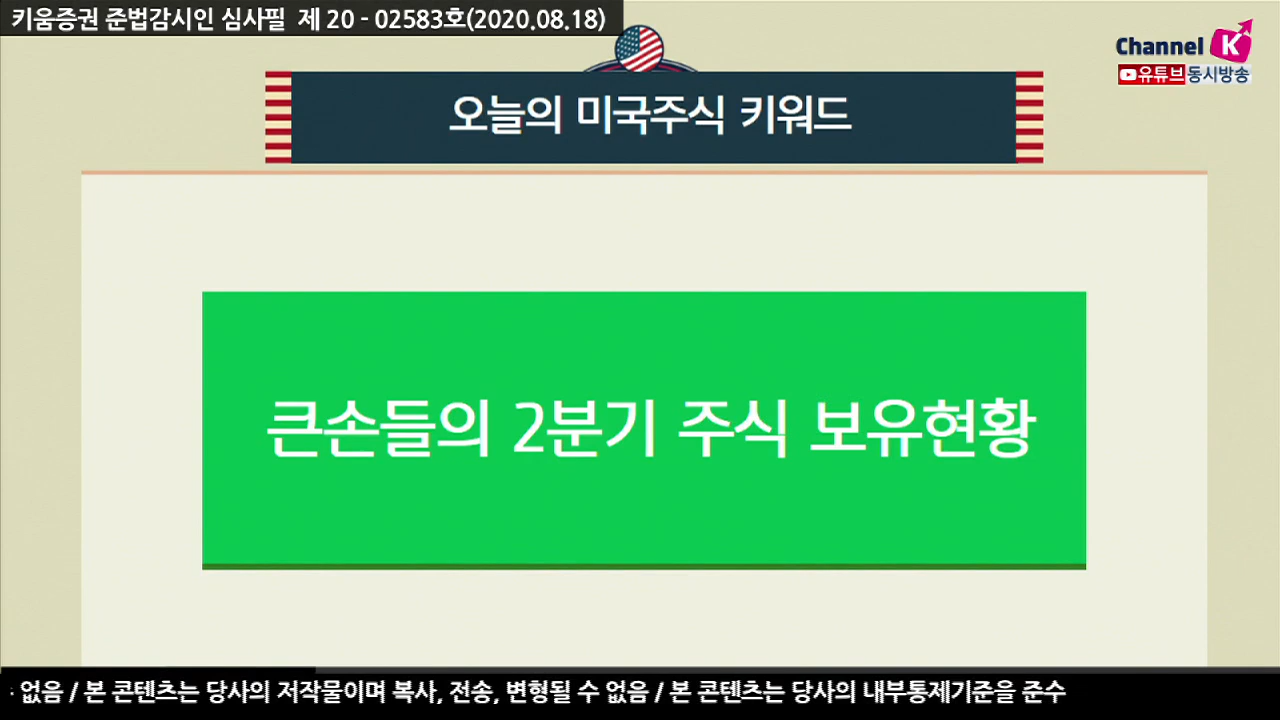 키움증권 준법감시인 심사필 제 20 - 02583호(2020.08.18)
Channel K
유튜브동시방송
오늘의 미국주식 키워드
큰손들의 2분기 주식 보유현황
없음 / 본 콘텐츠는 당사의 저작물이며 복사, 전송, 변형될 수 없음 / 본 콘텐츠는 당사의 내부통제기준을 준수